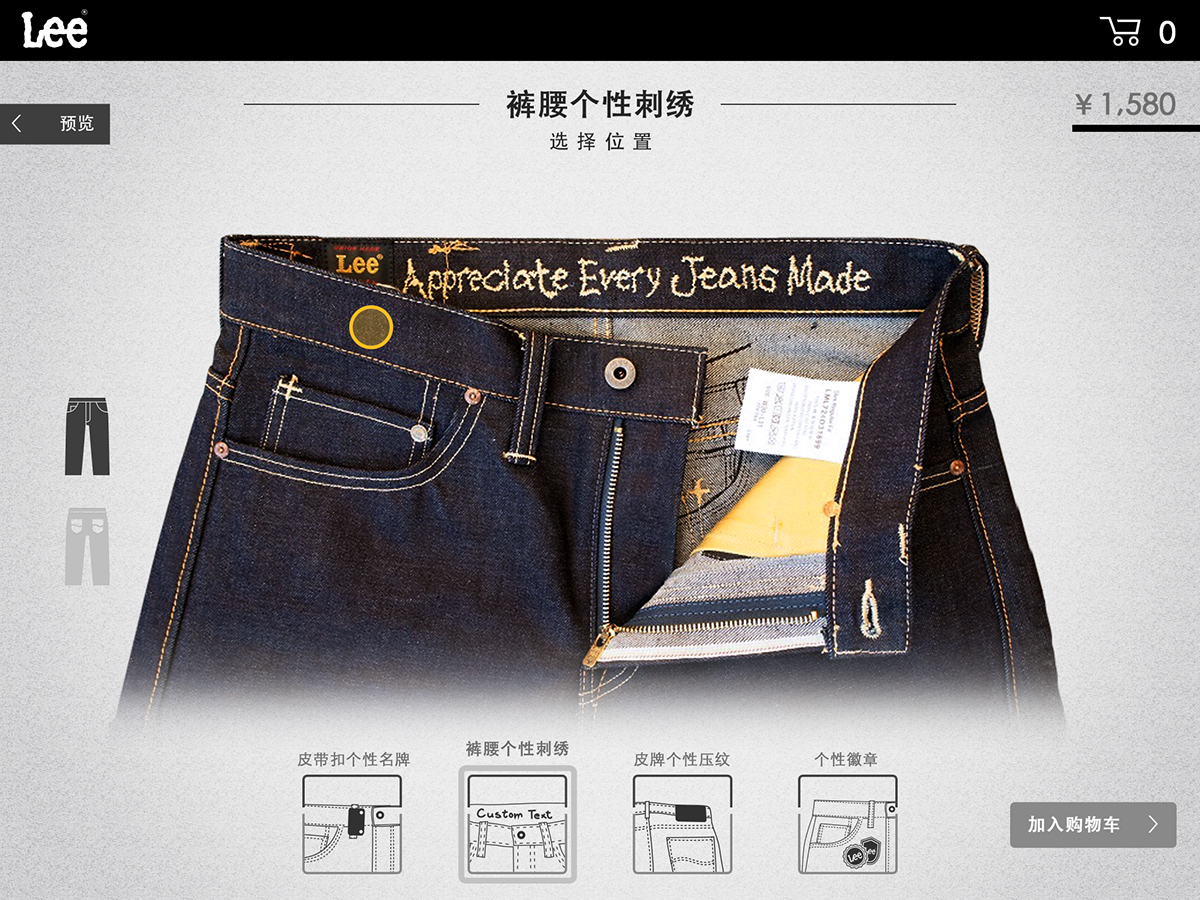 Lee
0
预览
裤腰个性刺绣
选择位置
¥ 1,580
Lee
Appreciate Every Jeans Made
皮带扣个性名牌
裤腰个性刺绣
皮牌个性压纹
个性徽章
Custom Text
Lee
Lee
加入购物车